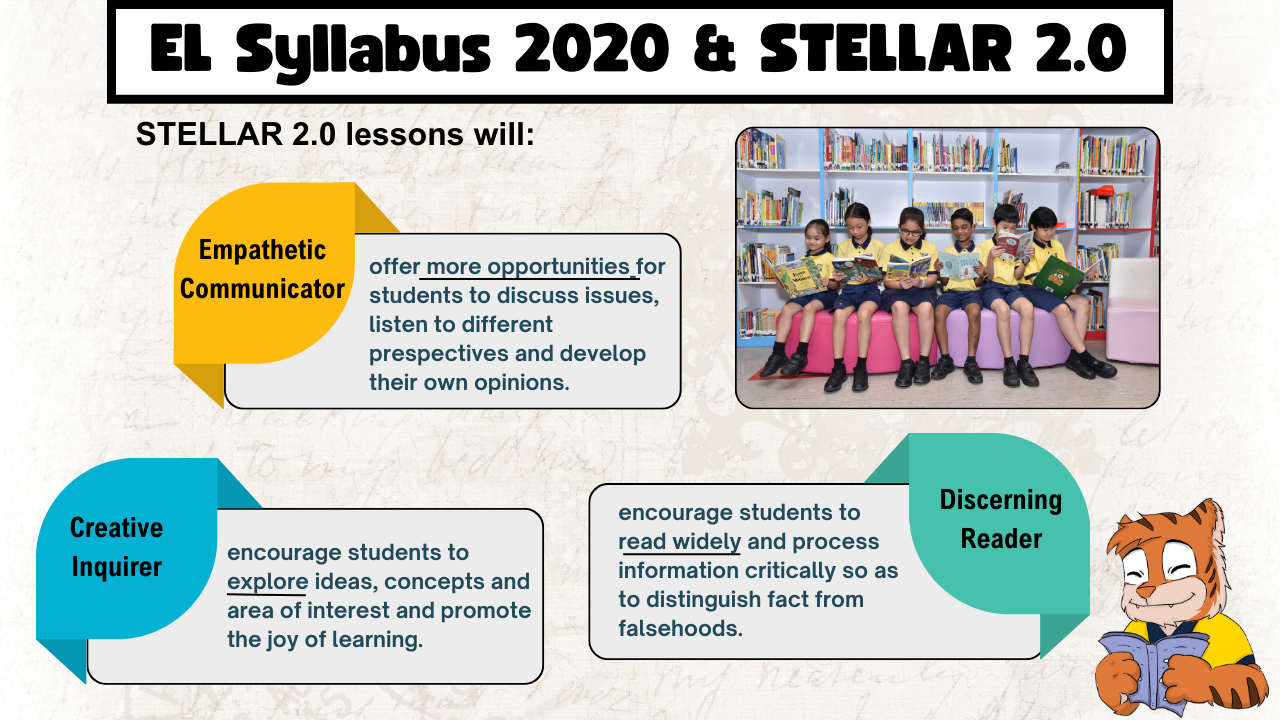 EL Syllabus 2020 & STELLAR 2.0
STELLAR 2.0 lessons will:
Empathetic
Communicator
offer more opportunities for
students to discuss issues,
listen to different
prespectives and develop
their own opinions.
Creative
Inquirer
encourage students to
explore ideas, concepts and
area of interest and promote
the joy of learning.
encourage students to
read widely and process
information critically so as
to distinguish fact from
falsehoods.
Discerning
Reader